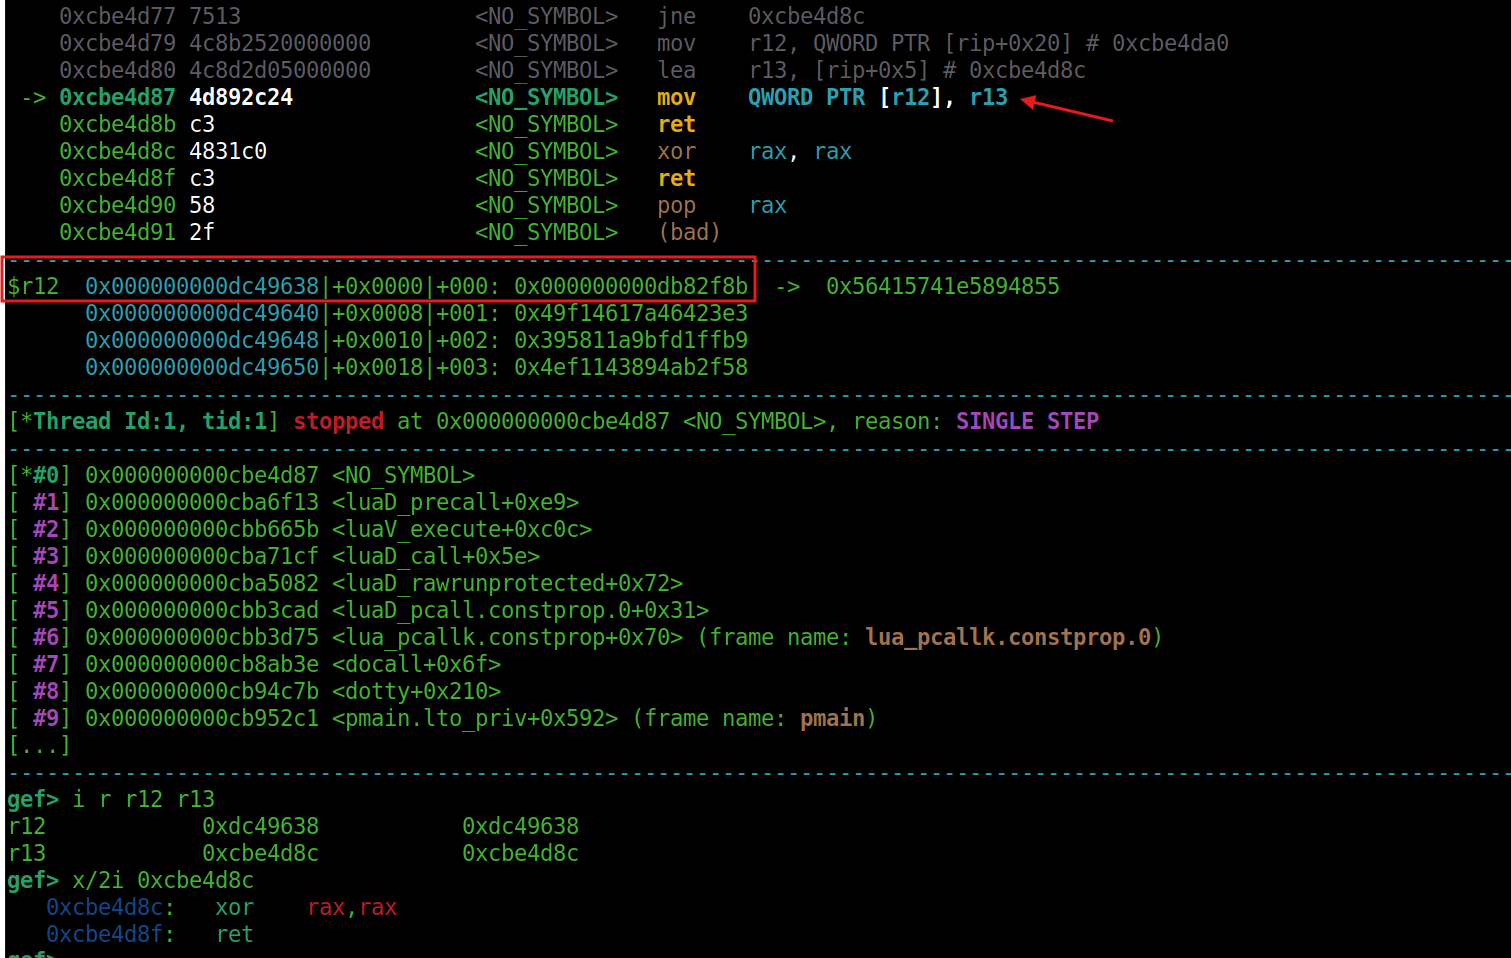 0xcbe4d77 7513 <NO_SYMBOL> jne 0xcbe4d8c
0xcbe4d79 4c8b2520000000 <NO_SYMBOL> mov r12, QWORD PTR [rip+0x20] # 0xcbe4da0
0xcbe4d80 4c8d2d05000000 <NO_SYMBOL> lea r13, [rip+0x5] # 0xcbe4d8c
-> 0xcbe4d87 4d892c24 <NO_SYMBOL> mov QWORD PTR [r12], r13
0xcbe4d8b c3 <NO_SYMBOL> ret
0xcbe4d8c 4831c0 <NO_SYMBOL> xor rax, rax
0xcbe4d8f c3 <NO_SYMBOL> ret
0xcbe4d90 58 <NO_SYMBOL> pop rax
0xcbe4d91 2f <NO_SYMBOL> (bad)
$r12 0x000000000dc49638|+0x0000|+000: 0x000000000db82f8b -> 0x56415741e5894855
0x000000000dc49640|+0x0008|+001: 0x49f14617a46423e3
0x000000000dc49648|+0x0010|+002: 0x395811a9bfd1ffb9
0x000000000dc49650|+0x0018|+003: 0x4ef1143894ab2f58
[*Thread Id:1, tid:1] stopped at 0x000000000cbe4d87 <NO_SYMBOL>, reason: SINGLE STEP
[*#0] 0x000000000cbe4d87 <NO_SYMBOL>
[ #1] 0x000000000cba6f13 <luaD_precall+0xe9>
[ #2] 0x000000000cbb665b <luaV_execute+0xc0c>
[ #3] 0x000000000cba71cf <luaD_call+0x5e>
[ #4] 0x000000000cba5082 <luaD_rawrunprotected+0x72>
[ #5] 0x000000000cbb3cad <luaD_pcall.constprop.0+0x31>
[ #6] 0x000000000cbb3d75 <lua_pcallk.constprop+0x70> (frame name: lua_pcallk.constprop.0)
[ #7] 0x000000000cb8ab3e <docall+0x6f>
[ #8] 0x000000000cb94c7b <dotty+0x210>
[ #9] 0x000000000cb952c1 <pmain.lto_priv+0x592> (frame name: pmain)
[...]
gef> i r r12 r13
r12 0xdc49638 0xdc49638
r13 0xcbe4d8c 0xcbe4d8c
gef> x/2i 0xcbe4d8c
0xcbe4d8c: xor rax,rax
0xcbe4d8f: ret
gef>